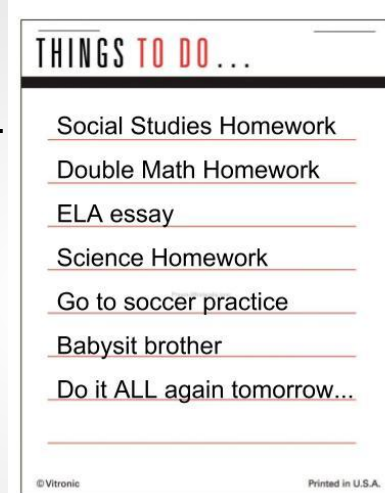 THINGS TO DO...
Social Studies Homework
Double Math Homework
ELA essay
Science Homework
Go to soccer practice
Babysit brother
Do it ALL again tomorrow...
© Vitronic Printed in U.S.A.